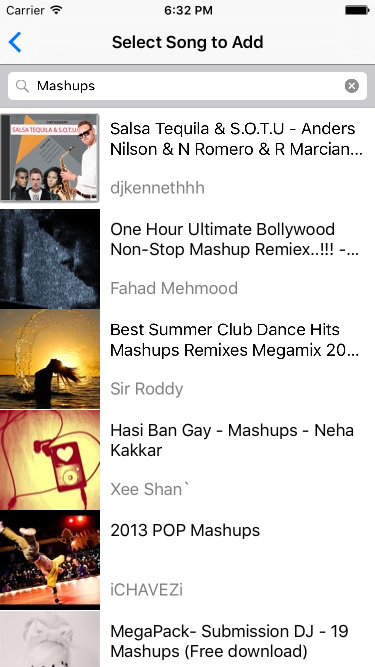 Carrier 6:32 PM
Select Song to Add
Mashups
SALSA TEQUILA & S.O.T.U
Salsa Tequila & S.O.T.U - Anders
Nilson & N Romero & R Marcian...
djkennethhh
One Hour Ultimate Bollywood
Non-Stop Mashup Remiex..!!! -...
Fahad Mehmood
Best Summer Club Dance Hits
Mashups Remixes Megamix 20...
Sir Roddy
Hasi Ban Gay - Mashups - Neha
Kakkar
Xee Shan`
2013 POP Mashups
iCHAVEZi
MegaPack- Submission DJ - 19
Mashups (Free download)